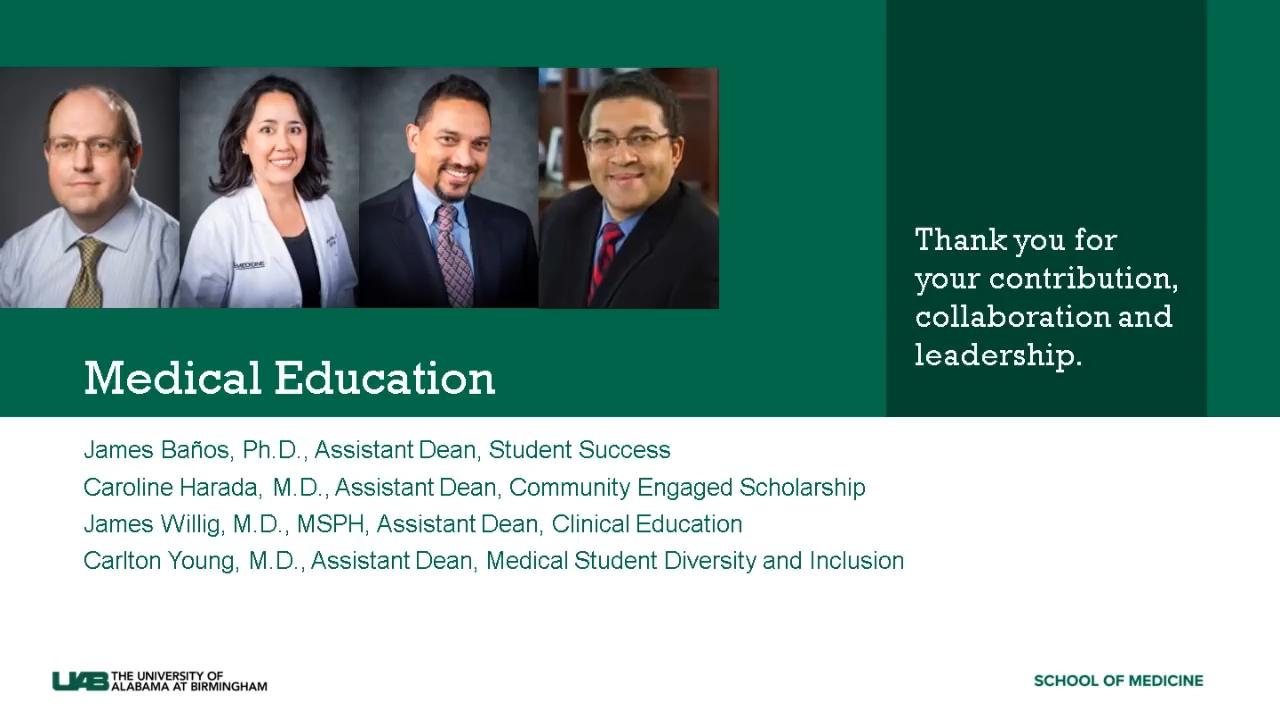 Thank you for
your contribution,
collaboration and
leadership.
Medical Education
James Baños, Ph.D., Assistant Dean, Student Success
Caroline Harada, M.D., Assistant Dean, Community Engaged Scholarship
James Willig, M.D., MSPH, Assistant Dean, Clinical Education
Carlton Young, M.D., Assistant Dean, Medical Student Diversity and Inclusion
UAB THE UNIVERSITY OF
ALABAMA AT BIRMINGHAM
SCHOOL OF MEDICINE